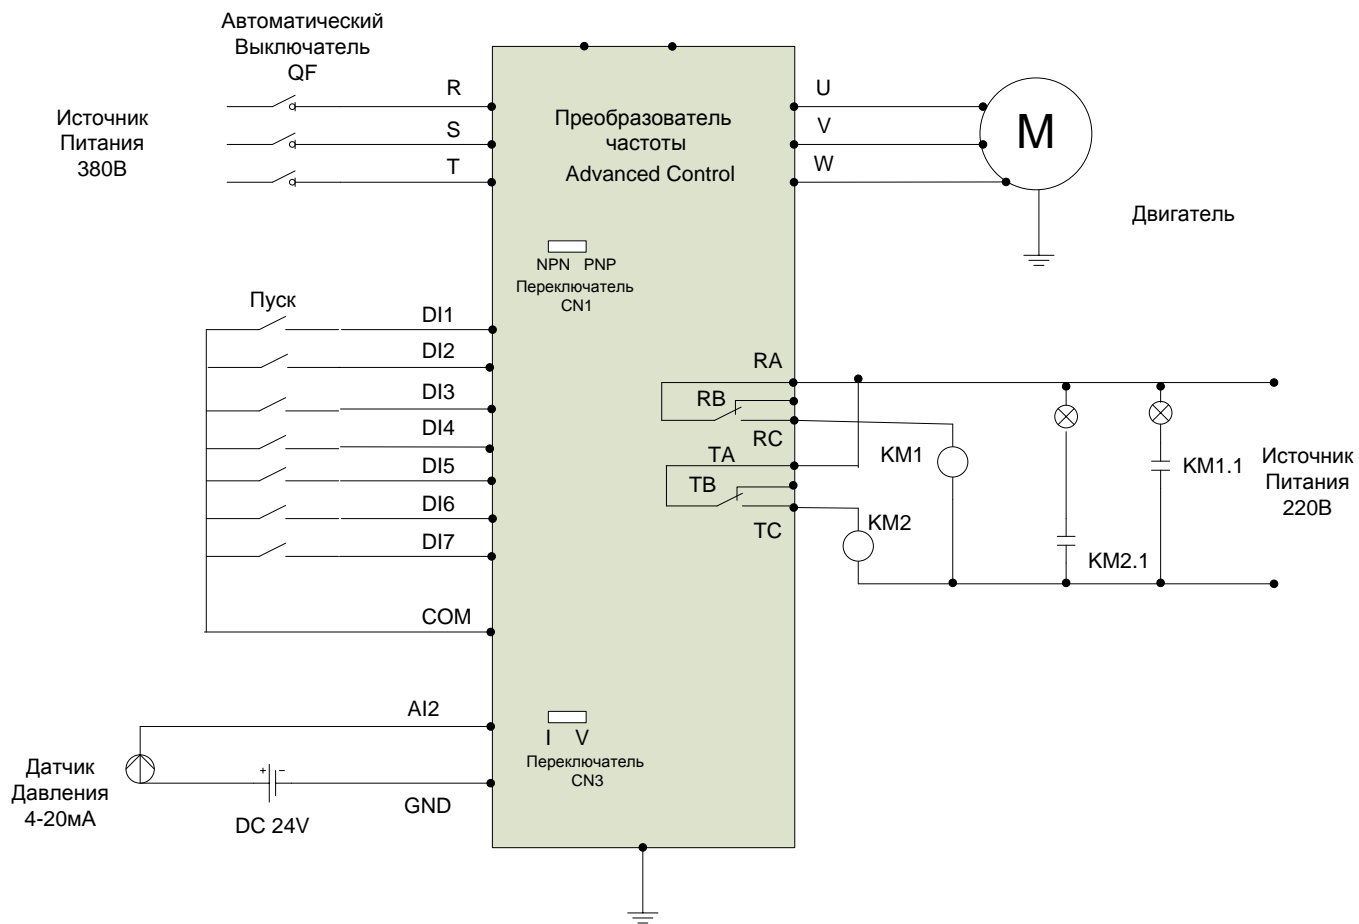 Автоматический
Выключатель
QF
Источник
Питания
380В
R
S
T
Преобразователь
частоты
Advanced Control
U
V
W
M
Двигатель
NPN PNP
Переключатель
CN1
Пуск
DI1
DI2
DI3
DI4
DI5
DI6
DI7
COM
RA
RB
RC
TA
TB
TC
KM1
KM2
KM1.1
KM2.1
Источник
Питания
220В
AI2
GND
I V
Переключатель
CN3
Датчик
Давления
4-20мА
+ −
DC 24V